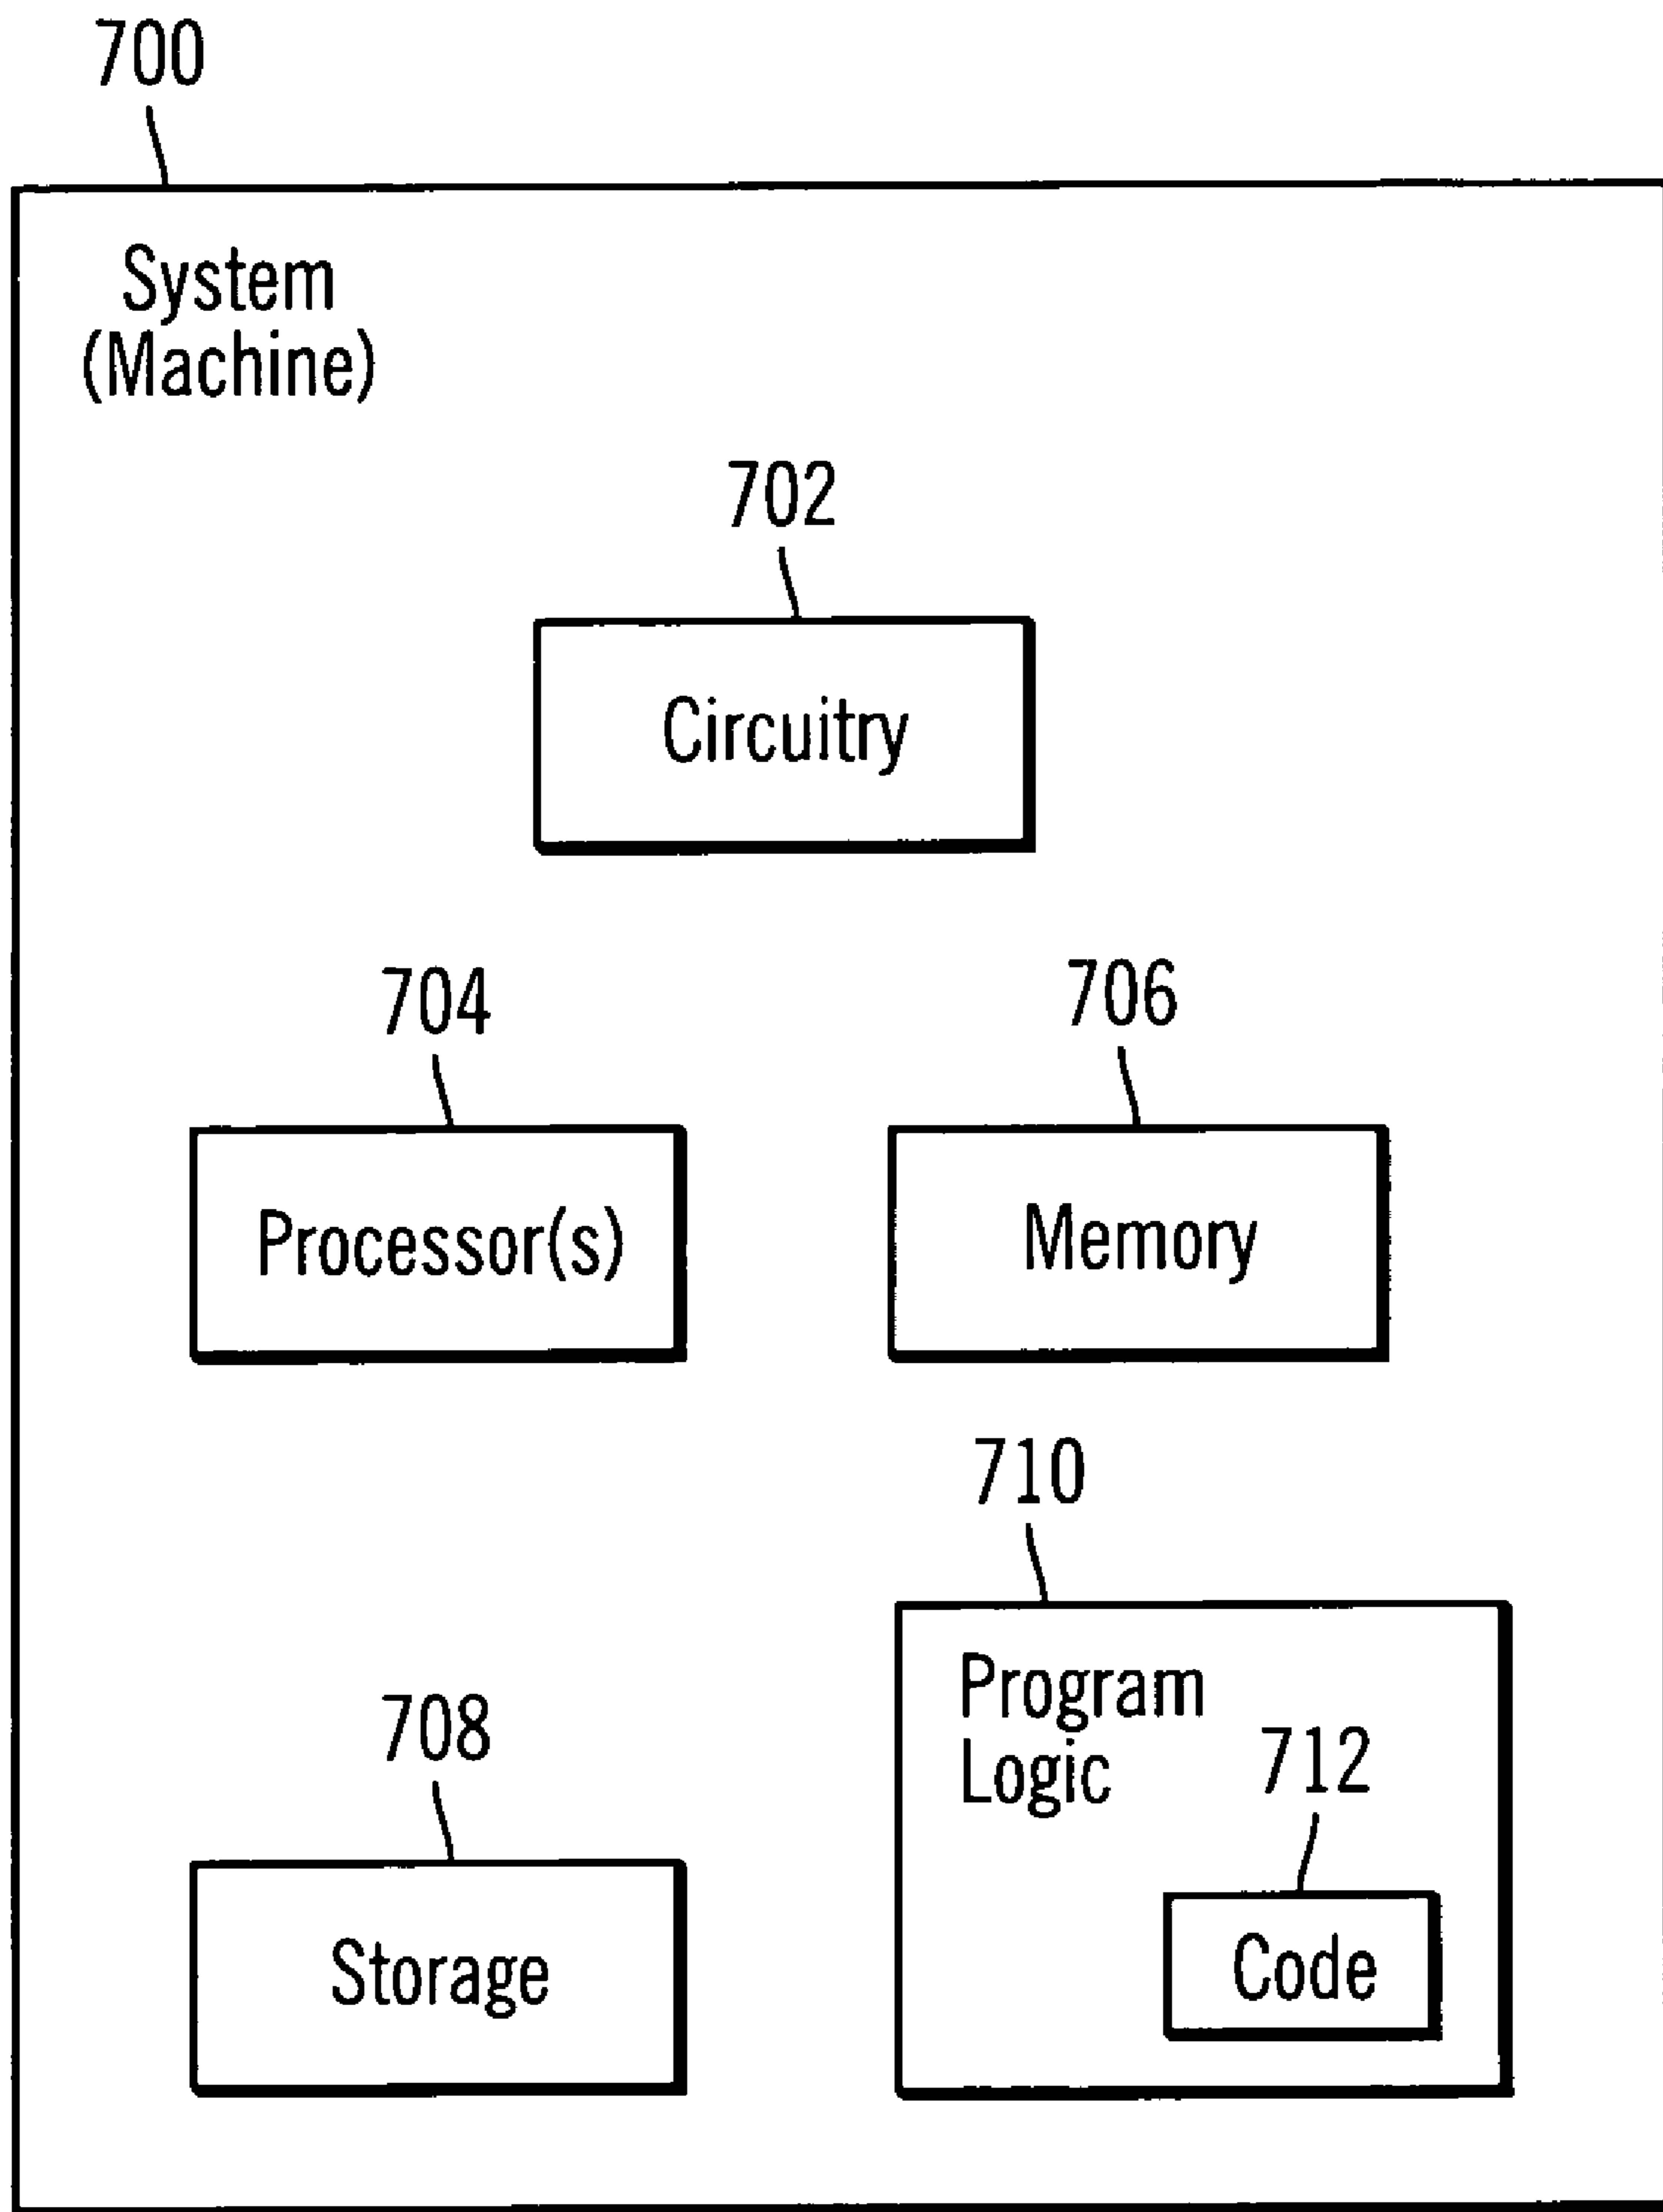 700
System
(Machine)
702
Circuitry
704
706
Processor(s)
Memory
710
Program
Logic
708
712
Storage
Code